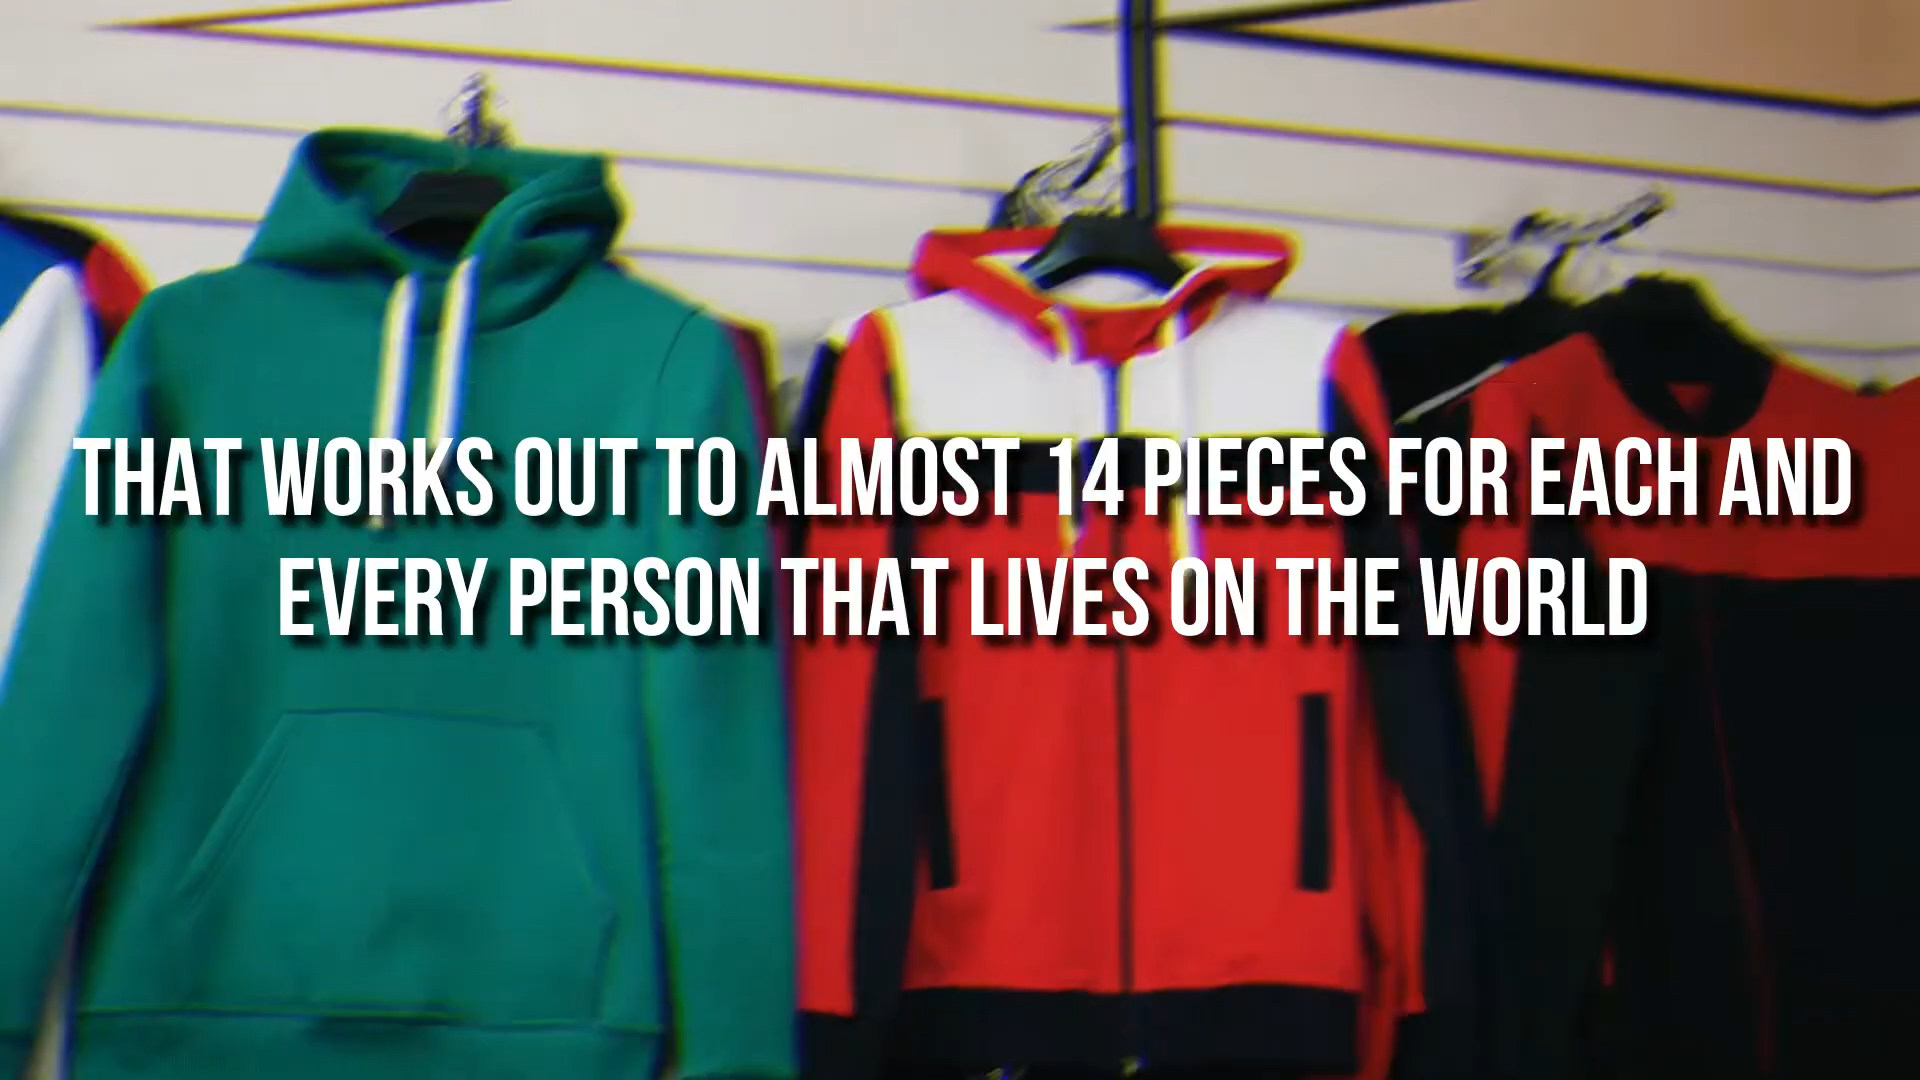 THAT WORKS OUT TO ALMOST 14 PIECES FOR EACH AND
EVERY PERSON THAT LIVES ON THE WORLD